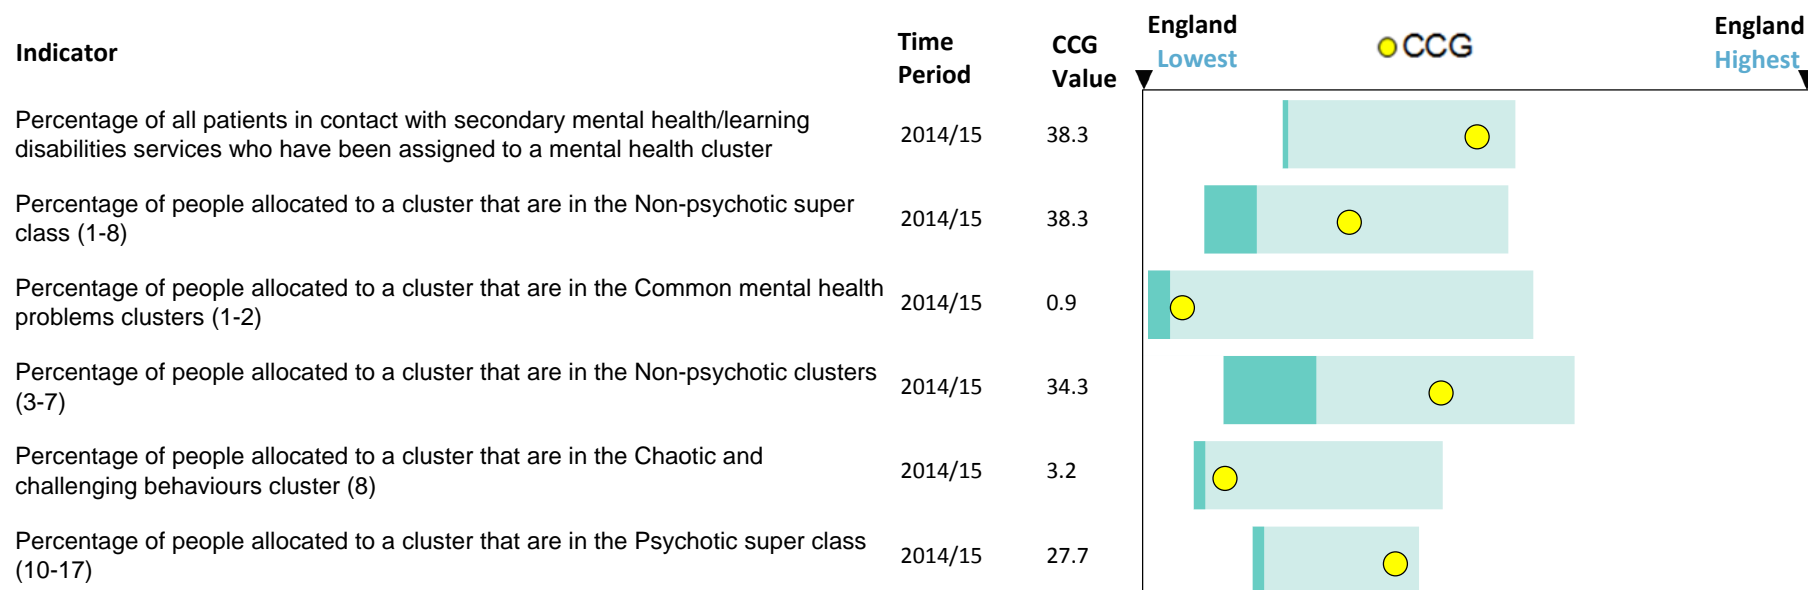 Indicator
Time
Period
CCG
Value
England
Lowest
CCG
England
Highest
Percentage of all patients in contact with secondary mental health/learning
disabilities services who have been assigned to a mental health cluster
2014/15
38.3
Percentage of people allocated to a cluster that are in the Non-psychotic super
class (1-8)
2014/15
38.3
Percentage of people allocated to a cluster that are in the Common mental health
problems clusters (1-2)
2014/15
0.9
Percentage of people allocated to a cluster that are in the Non-psychotic clusters
(3-7)
2014/15
34.3
Percentage of people allocated to a cluster that are in the Chaotic and
challenging behaviours cluster (8)
2014/15
3.2
Percentage of people allocated to a cluster that are in the Psychotic super class
(10-17)
2014/15
27.7